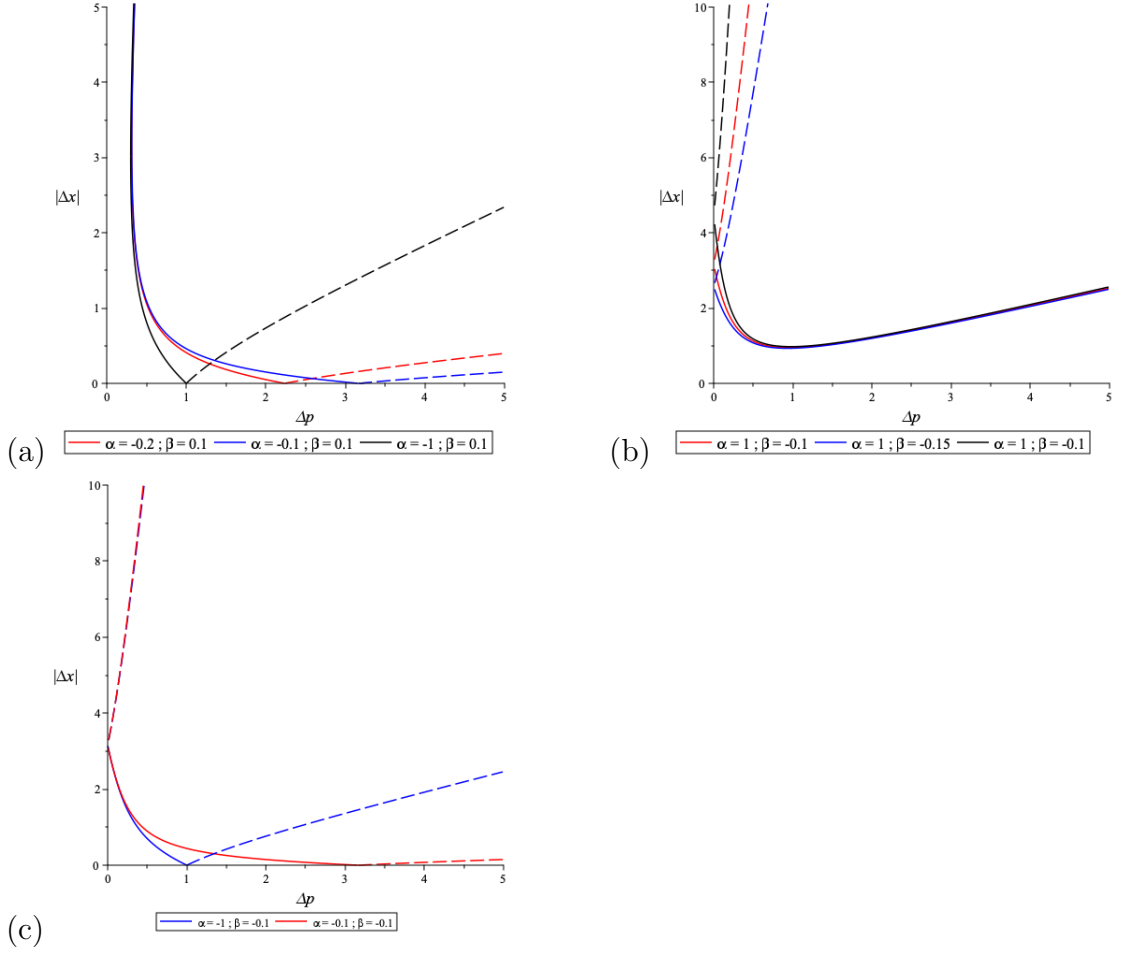 5
4
3
|Δx|
2
1
0
0 1 2 3 4 5
Δp
α = -0.2 ; β = 0.1 α = -0.1 ; β = 0.1 α = -1 ; β = 0.1
(a)
10
8
6
|Δx|
4
2
0
0 1 2 3 4 5
Δp
α = 1 ; β = -0.1 α = 1 ; β = -0.15 α = 1 ; β = -0.1
(b)
10
8
6
|Δx|
4
2
0
0 1 2 3 4 5
Δp
α = -1 ; β = -0.1 α = -0.1 ; β = -0.1
(c)